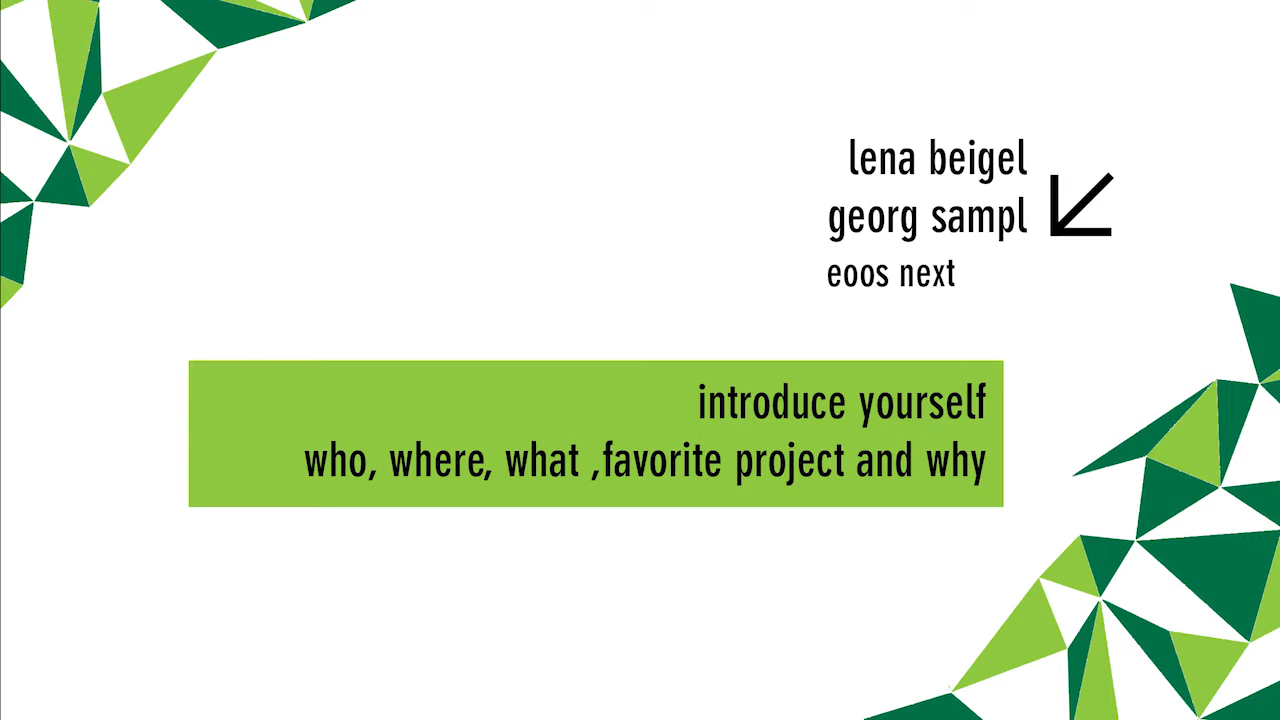 lena beigel
georg sampl
eoos next
introduce yourself
who, where, what ,favorite project and why